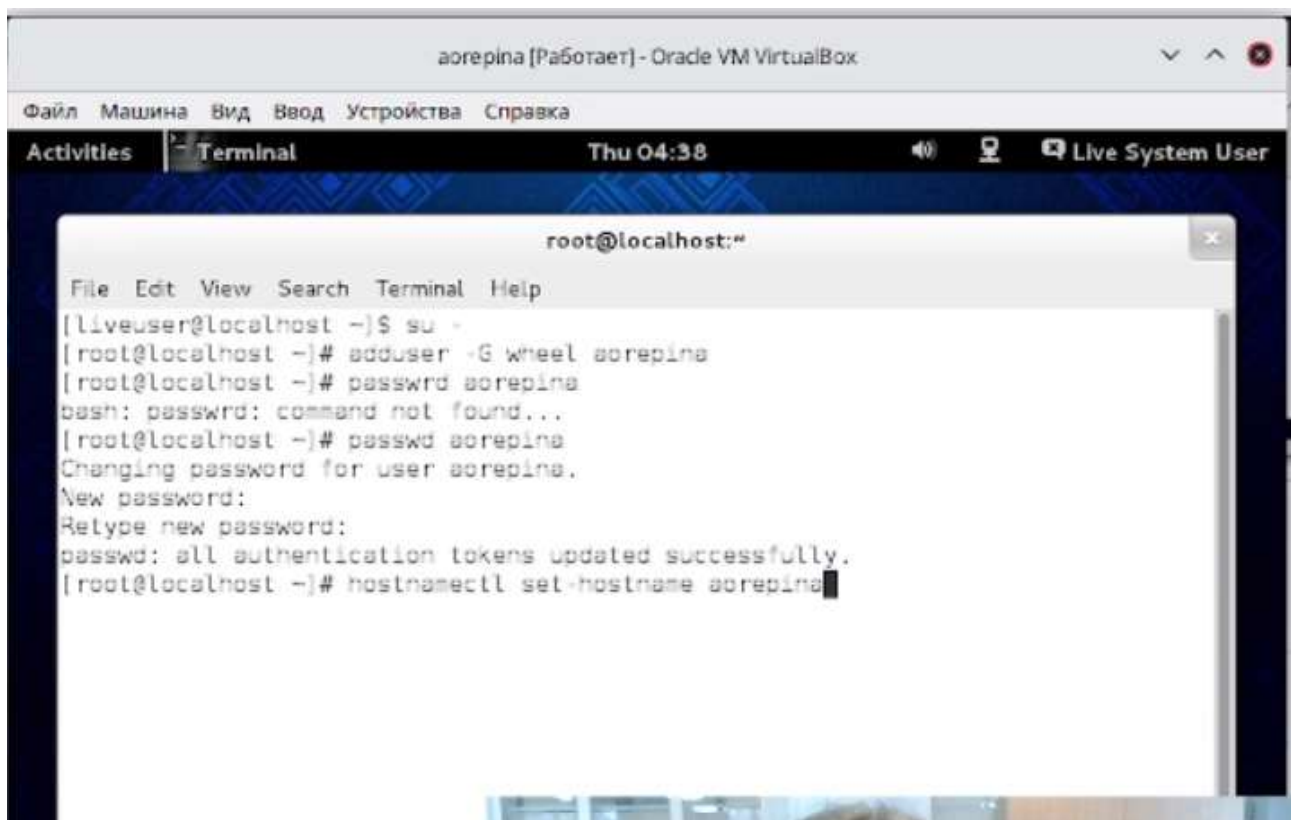 aorepina [Работает] - Oracle VM VirtualBox
Файл Машина Вид Ввод Устройства Справка
Activities Terminal Thu 04:38 Live System User
root@localhost:~
File Edit View Search Terminal Help
[liveuser@localhost ~]$ su -
[root@localhost ~]# adduser -G wheel aorepina
[root@localhost ~]# passwrd aorepina
bash: passwrd: command not found...
[root@localhost ~]# passwd aorepina
Changing password for user aorepina.
New password:
Retype new password:
passwd: all authentication tokens updated successfully.
[root@localhost ~]# hostnamectl set-hostname aorepina